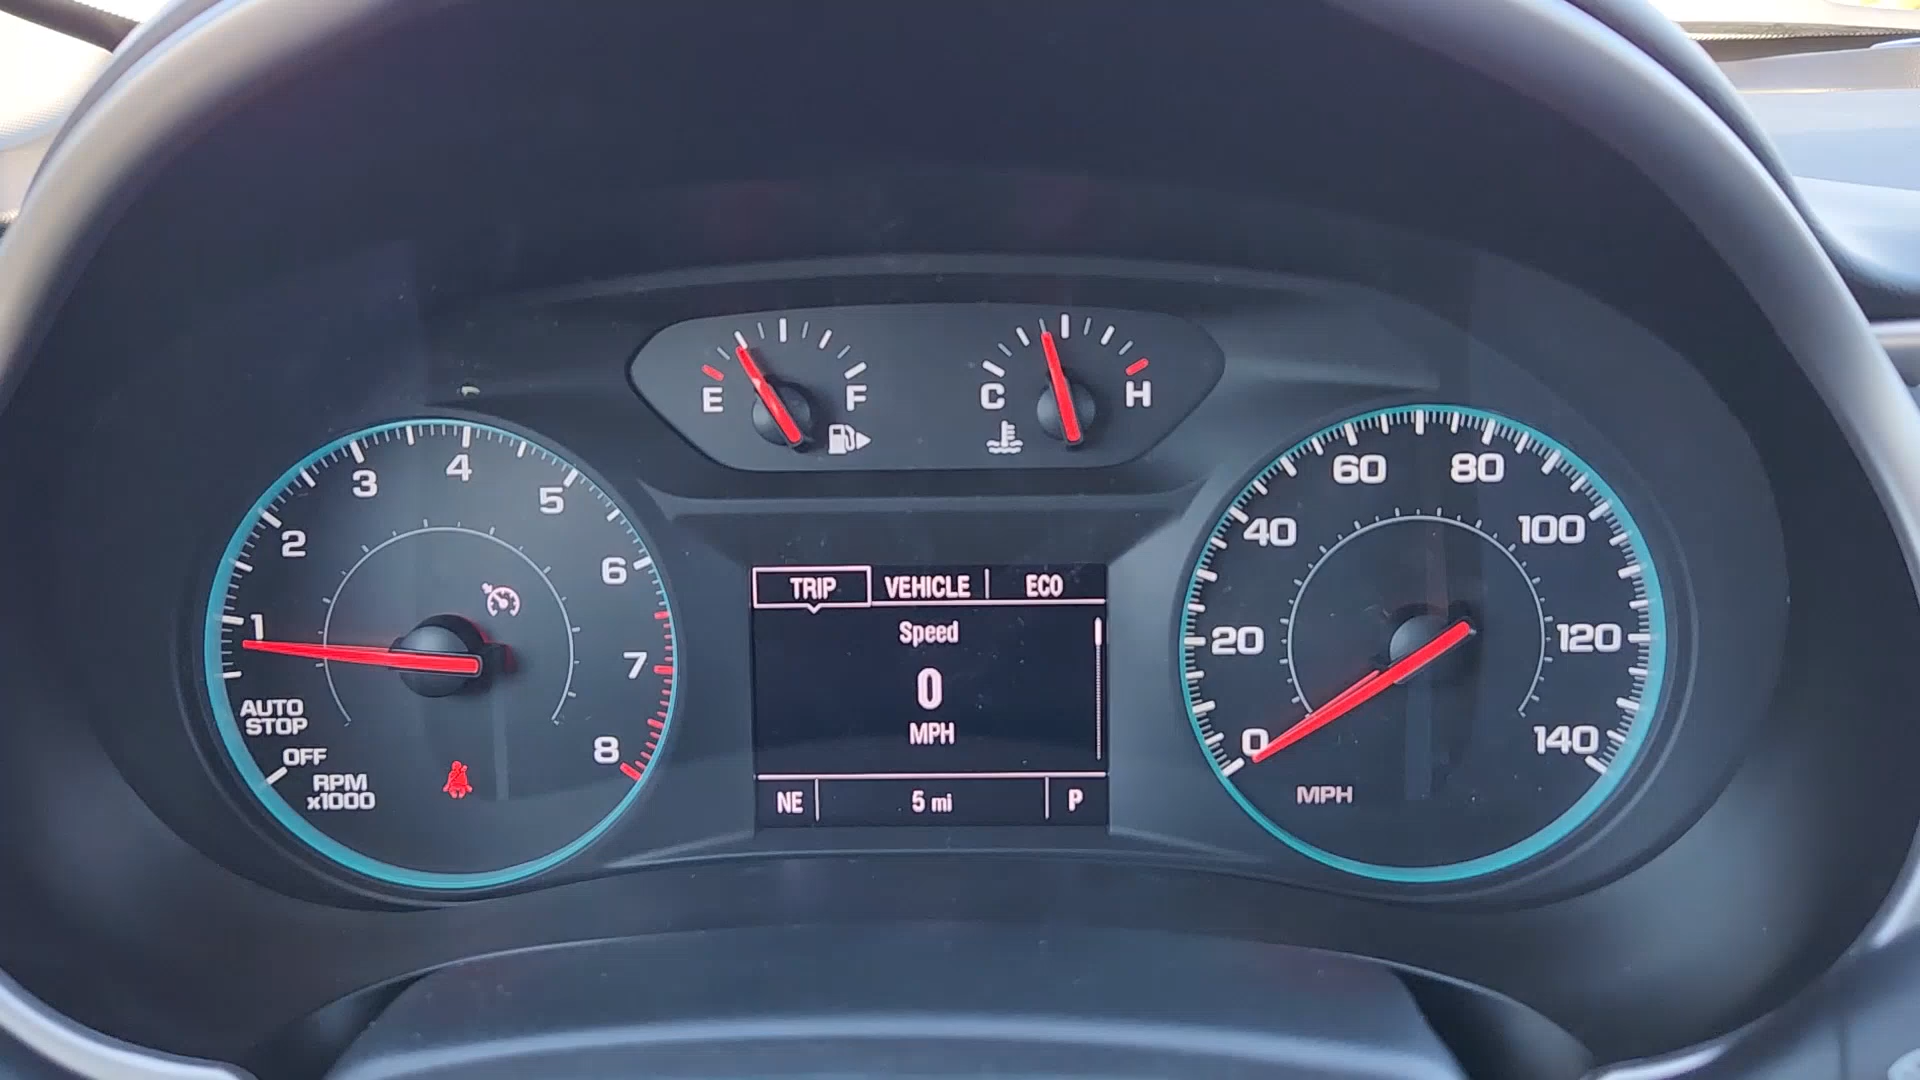 E F
C H
1 2 3 4 5 6 7 8
AUTO
STOP
OFF
RPM
x1000
TRIP VEHICLE ECO
Speed
0
MPH
NE 5 mi P
0 20 40 60 80 100 120 140
MPH